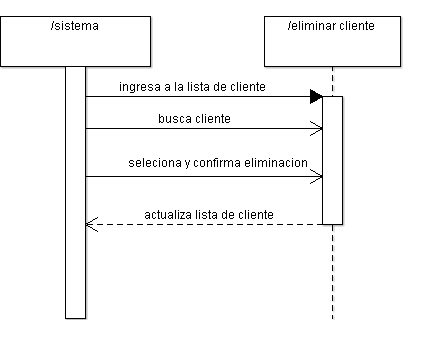 /sistema
/eliminar cliente
ingresa a la lista de cliente
busca cliente
seleciona y confirma eliminacion
actualiza lista de cliente